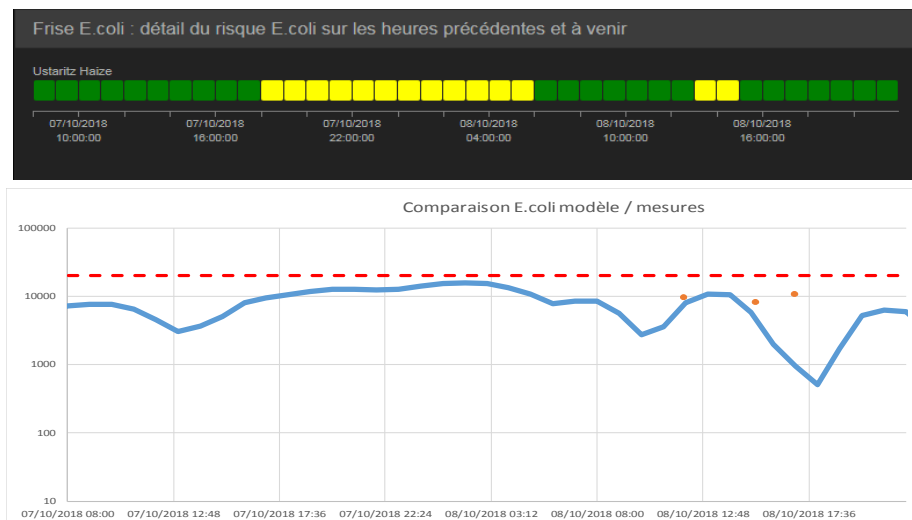 Frise E.coli : détail du risque E.coli sur les heures précédentes et à venir
Ustaritz Haize
07/10/2018 07/10/2018 07/10/2018 08/10/2018 08/10/2018 08/10/2018
10:00:00 16:00:00 22:00:00 04:00:00 10:00:00 16:00:00
Comparaison E.coli modèle / mesures
100000
10000
1000
100
10
07/10/2018 08:00 07/10/2018 12:48 07/10/2018 17:36 07/10/2018 22:24 08/10/2018 03:12 08/10/2018 08:00 08/10/2018 12:48 08/10/2018 17:36